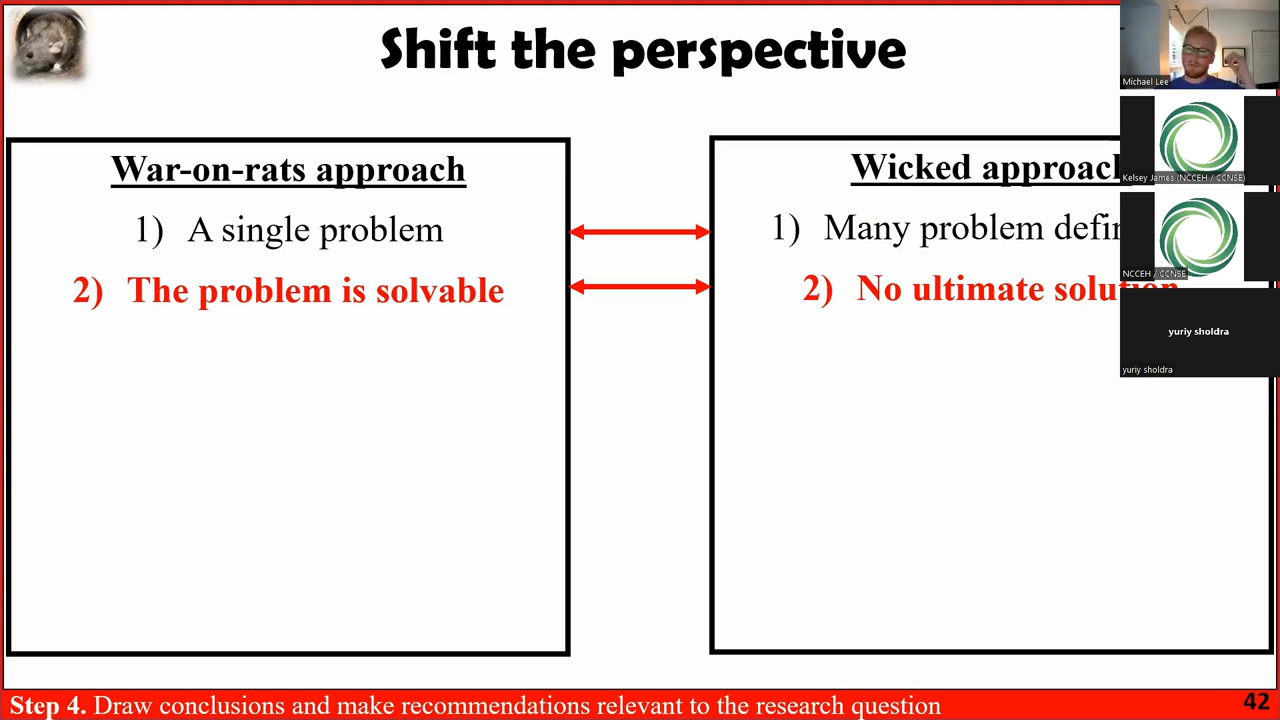 Shift the perspective
War-on-rats approach
1) A single problem
2) The problem is solvable
Wicked approach
1) Many problem
2) No ultimate solution
Michael Lee
Kelsey James (NCCEH / CCNSE)
NCCEH / CCNSE
yuriy sholdra
yuriy sholdra
Step 4. Draw conclusions and make recommendations relevant to the research question
42